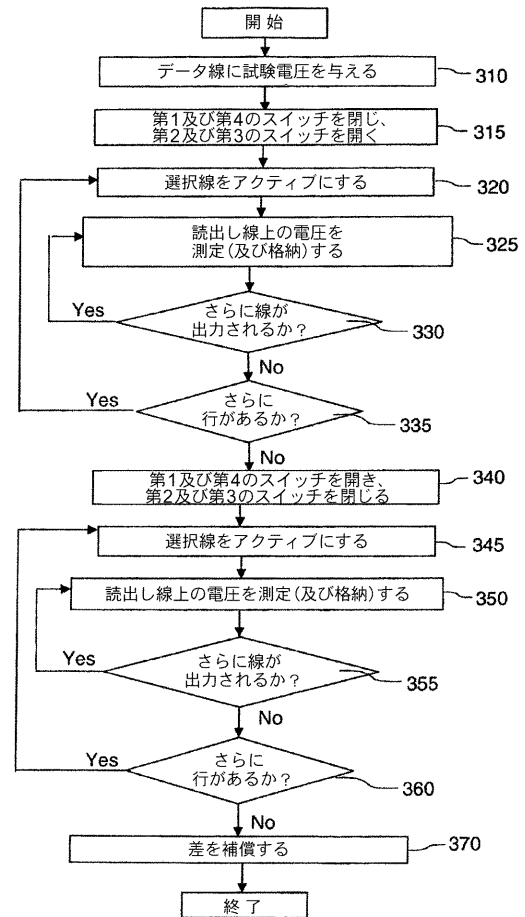 開 始
データ線に試験電圧を与える
310
第1及び第4のスイッチを閉じ、
第2及び第3のスイッチを開く
315
選択線をアクティブにする
320
読出し線上の電圧を
測定(及び格納)する
325
Yes
さらに線が
出力されるか?
330
No
Yes
さらに
行があるか?
335
No
第1及び第4のスイッチを開き、
第2及び第3のスイッチを閉じる
340
選択線をアクティブにする
345
読出し線上の電圧を測定(及び格納)する
350
Yes
さらに線が
出力されるか?
355
No
Yes
さらに
行があるか?
360
No
差を補償する
370
終 了